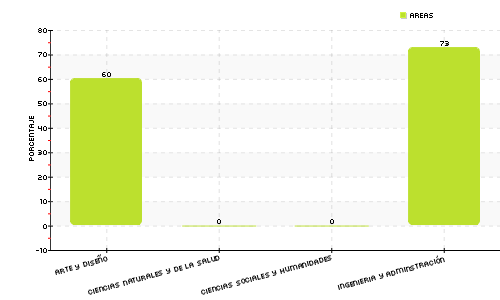 AREAS
PORCENTAJE
80
70
60
50
40
30
20
10
0
-10
60
0
0
73
ARTE Y DISEÑO
CIENCIAS NATURALES Y DE LA SALUD
CIENCIAS SOCIALES Y HUMANIDADES
INGENIERIA Y ADMINSTRACIÓN